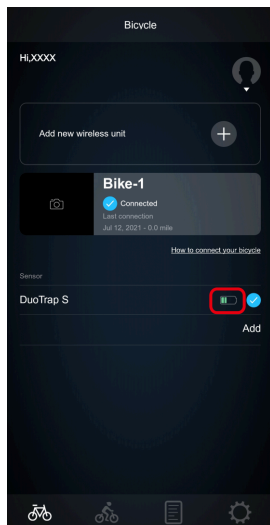 Bicycle
Hi,XXXX
Add new wireless unit
Bike-1
Connected
Last connection
Jul 12, 2021 - 0.0 mile
How to connect your bicycle
Sensor
DuoTrap S
Add